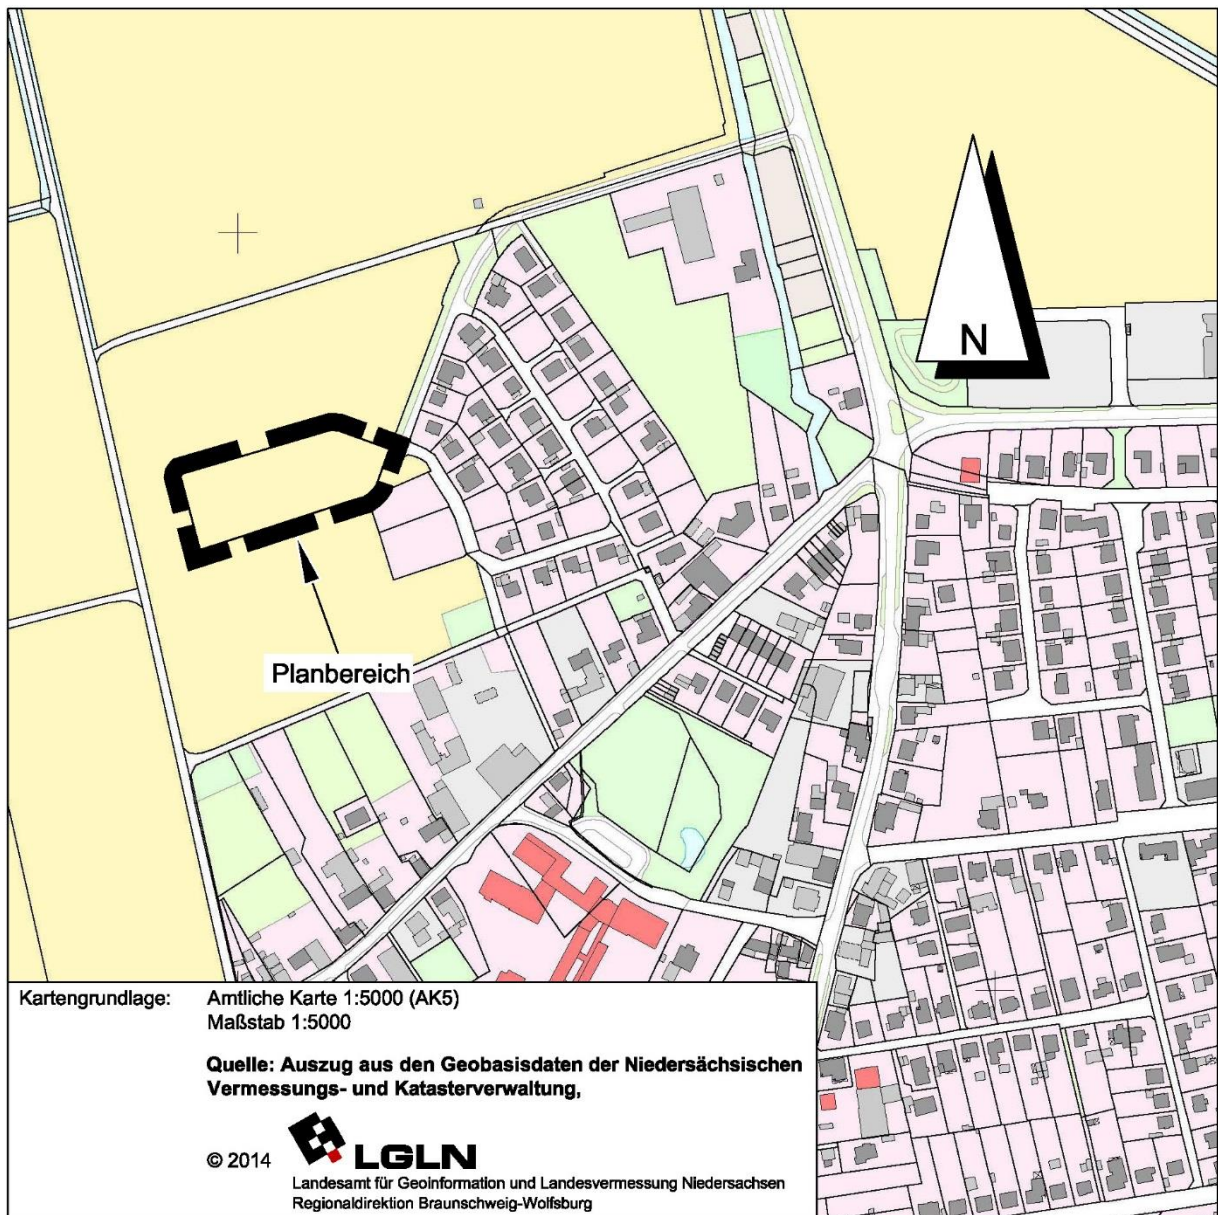 N
Planbereich
Kartengrundlage: Amtliche Karte 1:5000 (AK5)
Maßstab 1:5000
Quelle: Auszug aus den Geobasisdaten der Niedersächsischen
Vermessungs- und Katasterverwaltung,
© 2014 LGLN
Landesamt für Geoinformation und Landesvermessung Niedersachsen
Regionaldirektion Braunschweig-Wolfsburg